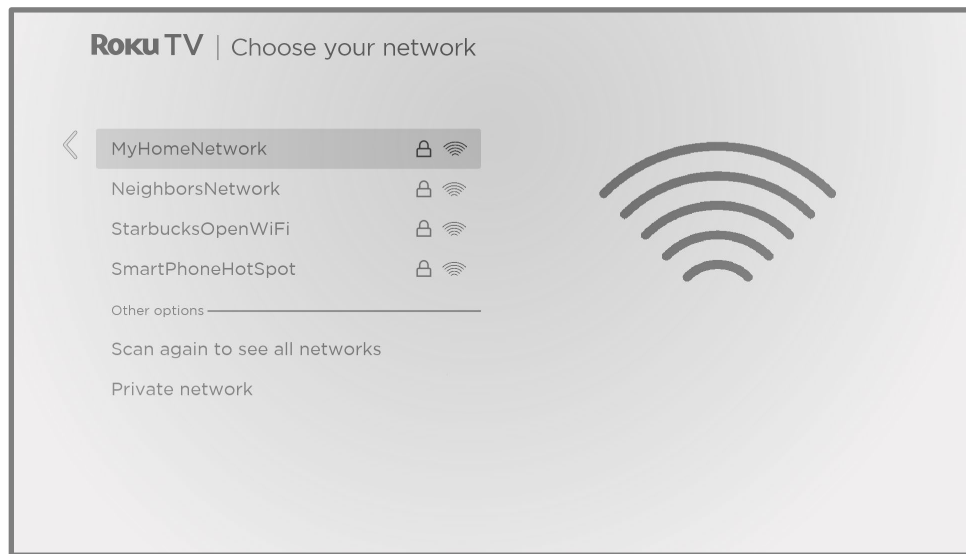 Roku TV | Choose your network
MyHomeNetwork
NeighborsNetwork
StarbucksOpenWiFi
SmartPhoneHotSpot
Other options
Scan again to see all networks
Private network